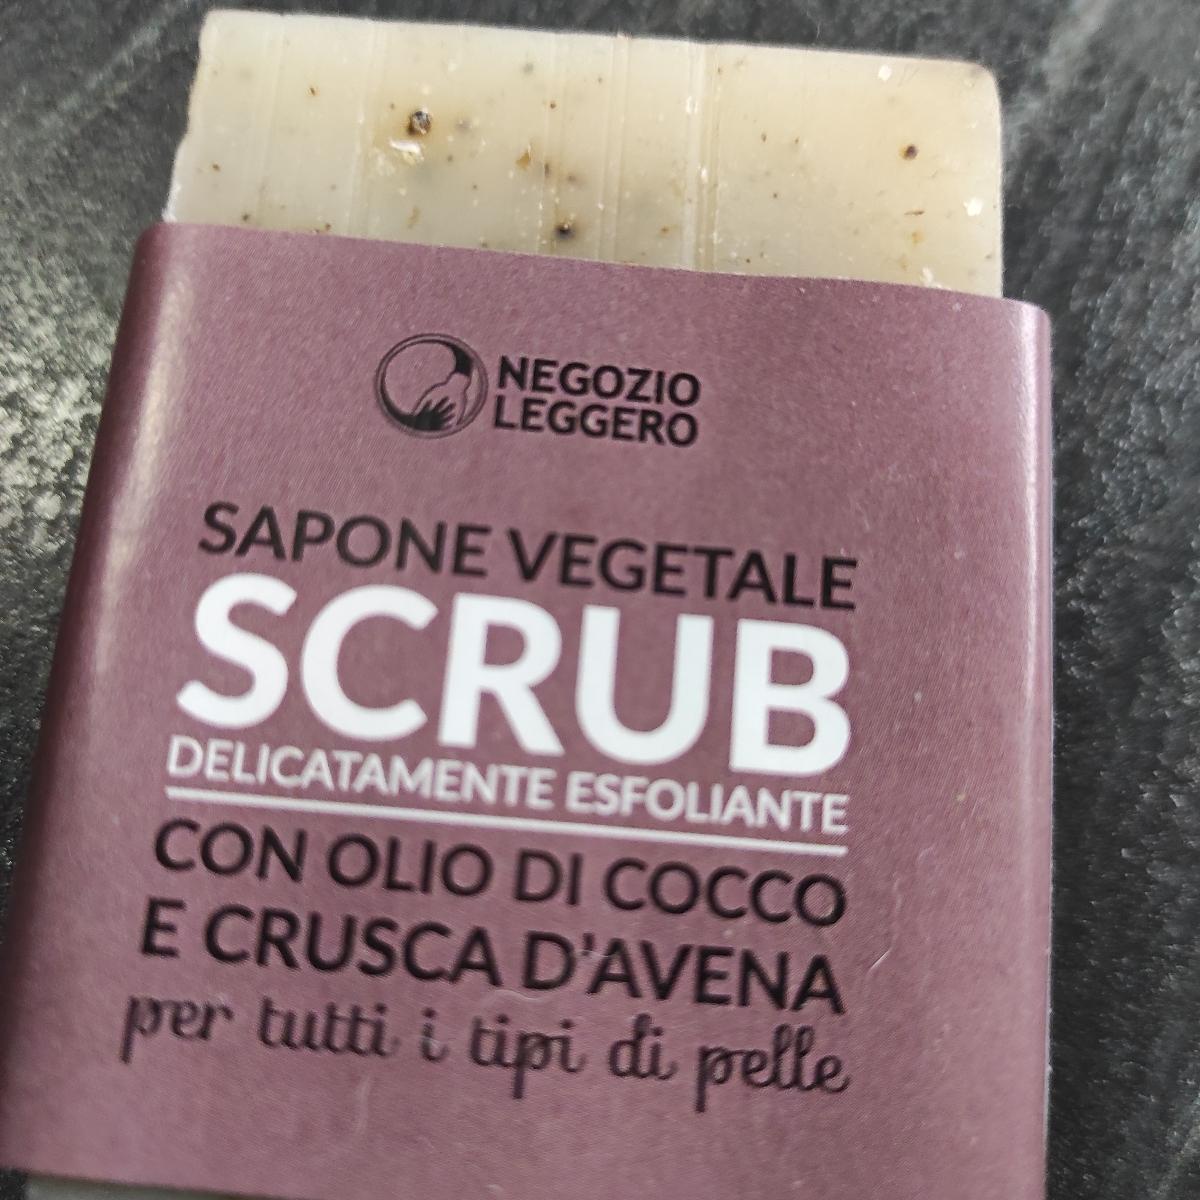 NEGOZIO
LEGGERO
SAPONE VEGETALE
SCRUB
DELICATAMENTE ESFOLIANTE
CON OLIO DI COCCO
E CRUSCA D'AVENA
per tutti i tipi di pelle